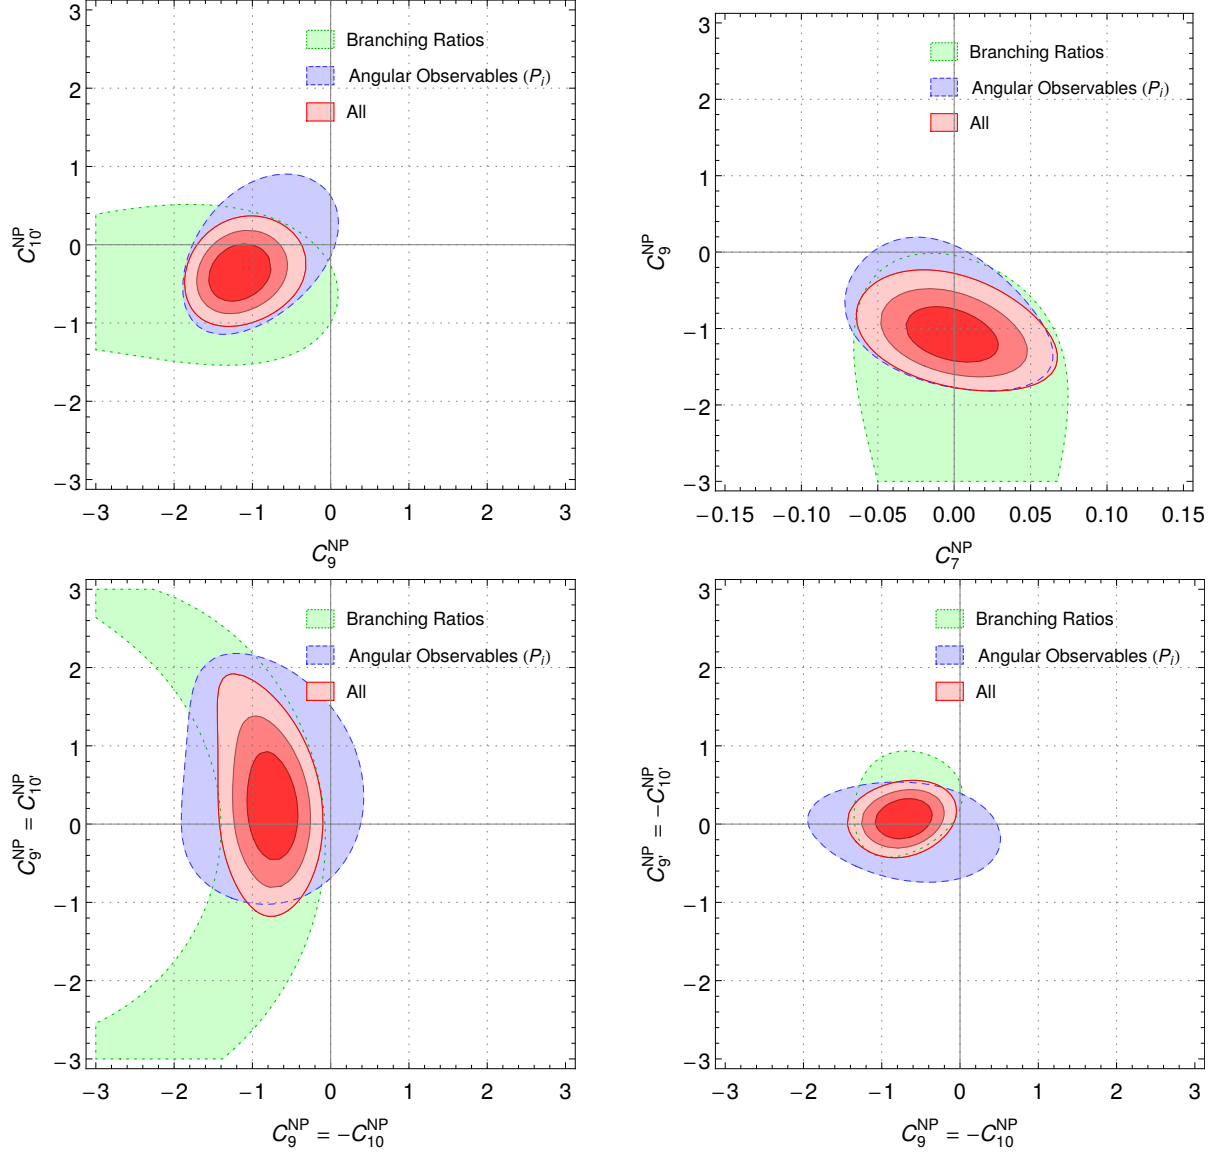 Branching Ratios
Angular Observables (P_i)
All
3
2
1
0
−1
−2
−3
C_{10'}^{NP}
−3 −2 −1 0 1 2 3
C_9^{NP}
Branching Ratios
Angular Observables (P_i)
All
3
2
1
0
−1
−2
−3
C_9^{NP}
−0.15 −0.10 −0.05 0.00 0.05 0.10 0.15
C_7^{NP}
Branching Ratios
Angular Observables (P_i)
All
3
2
1
0
−1
−2
−3
C_{9'}^{NP} = C_{10'}^{NP}
−3 −2 −1 0 1 2 3
C_9^{NP} = −C_{10}^{NP}
Branching Ratios
Angular Observables (P_i)
All
3
2
1
0
−1
−2
−3
C_{9'}^{NP} = −C_{10'}^{NP}
−3 −2 −1 0 1 2 3
C_9^{NP} = −C_{10}^{NP}